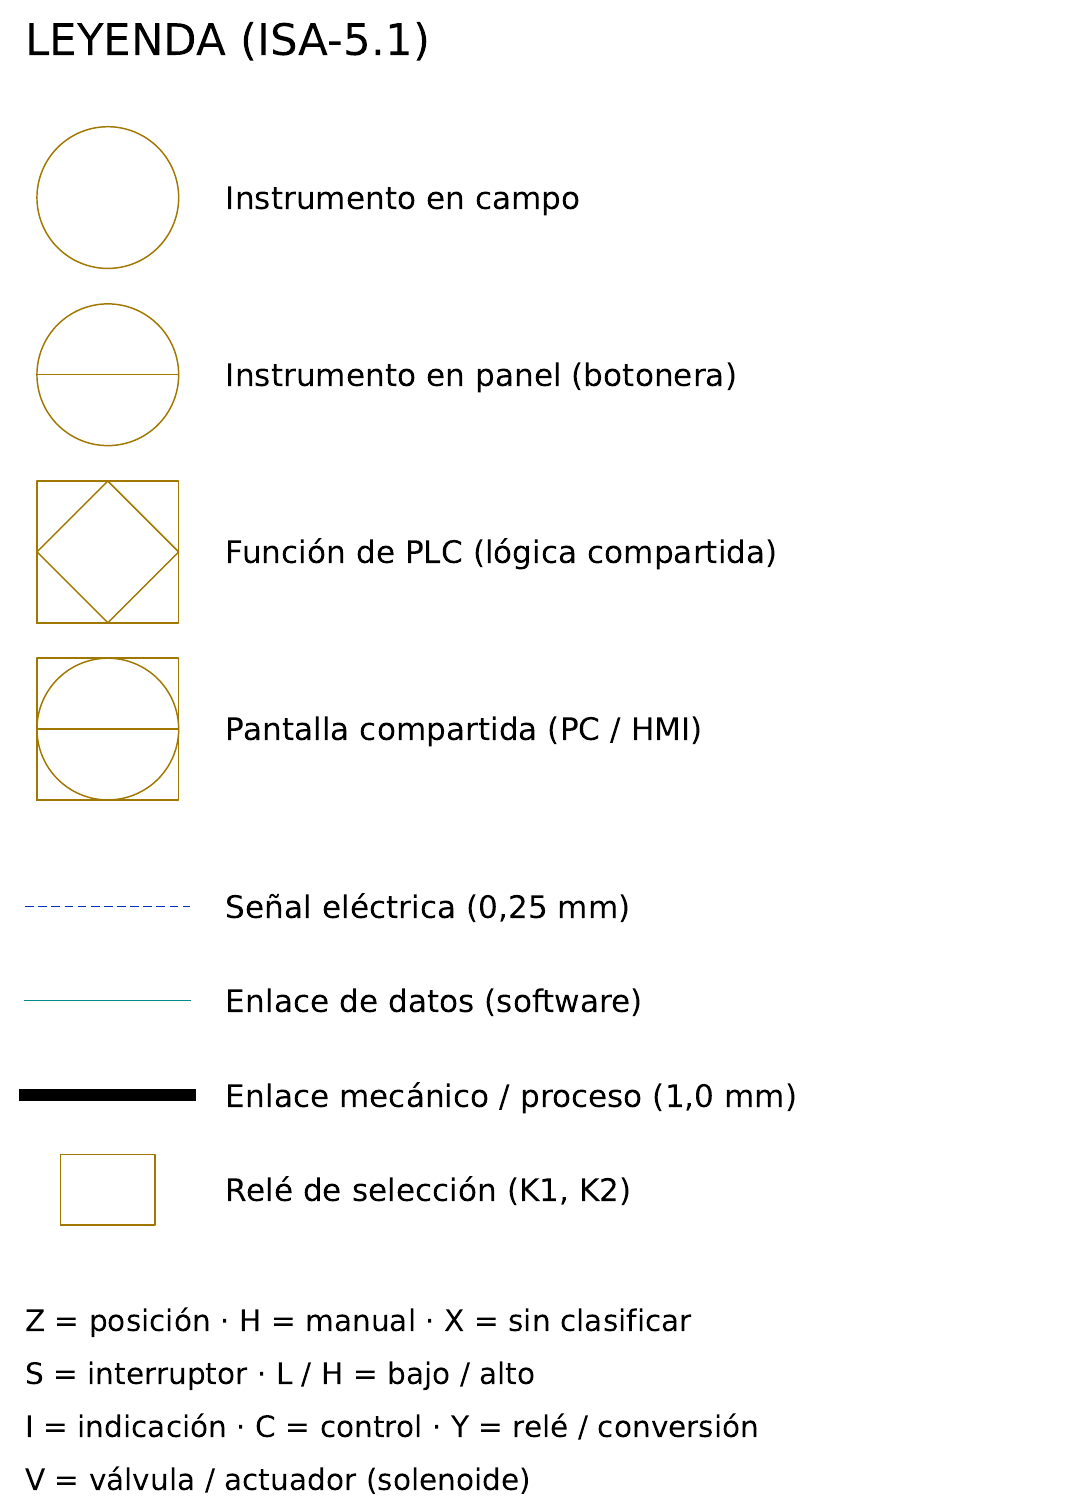 LEYENDA (ISA-5.1)
Instrumento en campo
Instrumento en panel (botonera)
Función de PLC (lógica compartida)
Pantalla compartida (PC / HMI)
Señal eléctrica (0,25 mm)
Enlace de datos (software)
Enlace mecánico / proceso (1,0 mm)
Relé de selección (K1, K2)
Z = posición · H = manual · X = sin clasificar
S = interruptor · L / H = bajo / alto
I = indicación · C = control · Y = relé / conversión
V = válvula / actuador (solenoide)